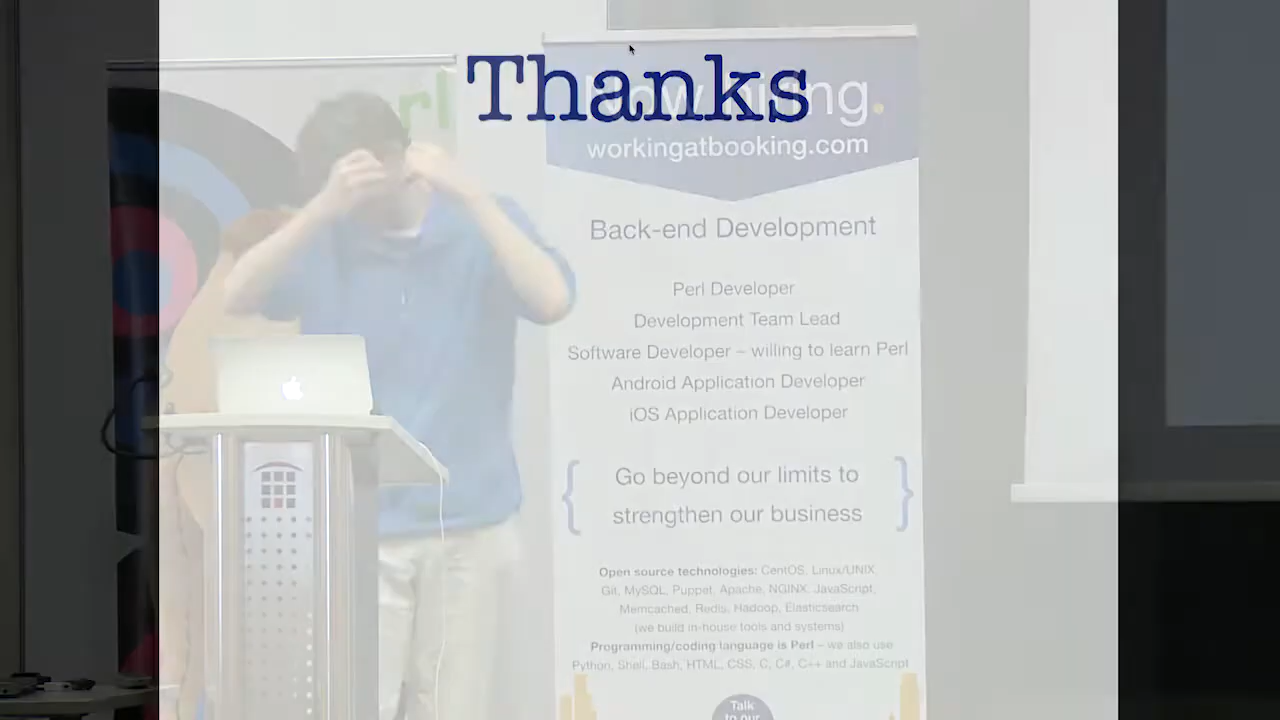 Thanks
rl
Now hiring.
workingatbooking.com
Back-end Development
Perl Developer
Development Team Lead
Software Developer – willing to learn Perl
Android Application Developer
iOS Application Developer
{ Go beyond our limits to }
strengthen our business
Open source technologies: CentOS, Linux/UNIX,
Git, MySQL, Puppet, Apache, NGINX, JavaScript,
Memcached, Redis, Hadoop, Elasticsearch
(we build in-house tools and systems)
Programming/coding language is Perl – we also use
Python, Shell, Bash, HTML, CSS, C, C#, C++ and JavaScript
Talk
to our